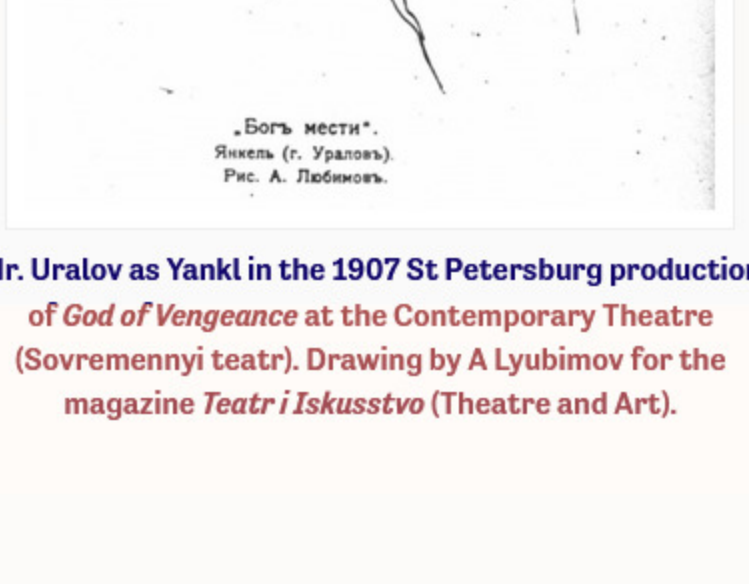 „Богъ мести".
Янкель (г. Ураловъ).
Рис. А. Любимовъ.
r. Uralov as Yankl in the 1907 St Petersburg productio
of God of Vengeance at the Contemporary Theatre
(Sovremennyi teatr). Drawing by A Lyubimov for the
magazine Teatr i Iskusstvo (Theatre and Art).